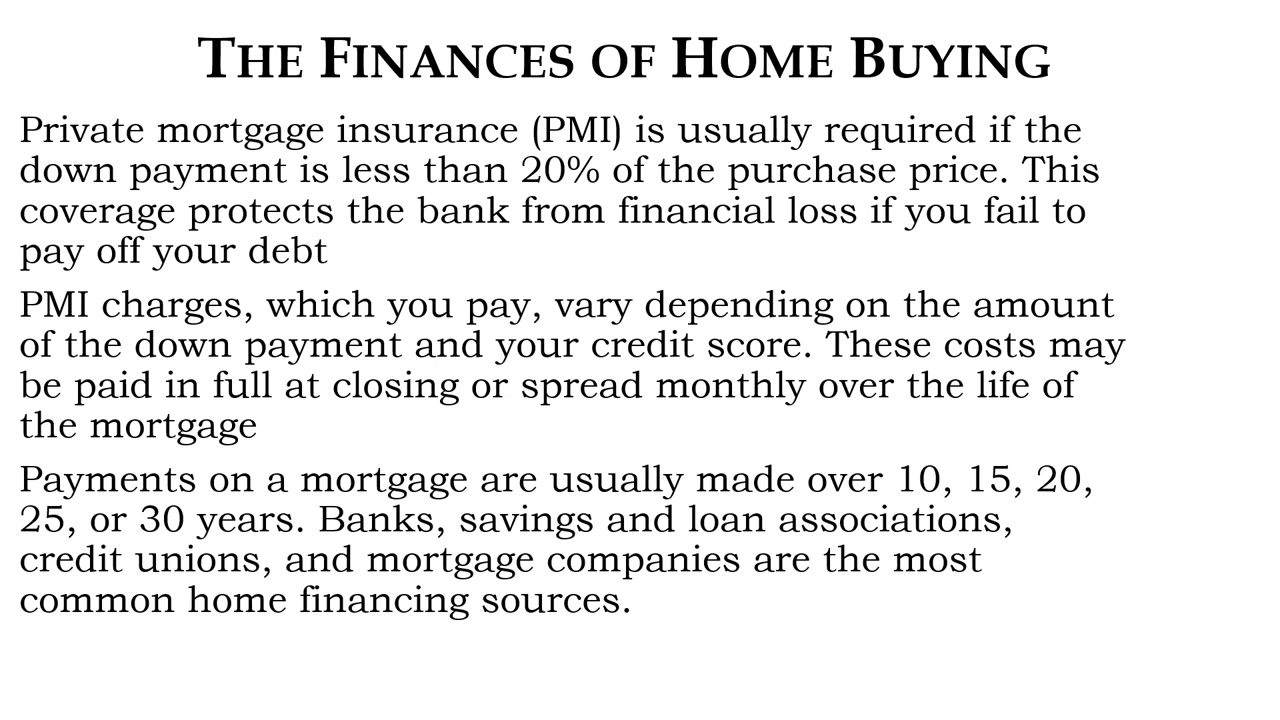 THE FINANCES OF HOME BUYING
Private mortgage insurance (PMI) is usually required if the
down payment is less than 20% of the purchase price. This
coverage protects the bank from financial loss if you fail to
pay off your debt
PMI charges, which you pay, vary depending on the amount
of the down payment and your credit score. These costs may
be paid in full at closing or spread monthly over the life of
the mortgage
Payments on a mortgage are usually made over 10, 15, 20,
25, or 30 years. Banks, savings and loan associations,
credit unions, and mortgage companies are the most
common home financing sources.